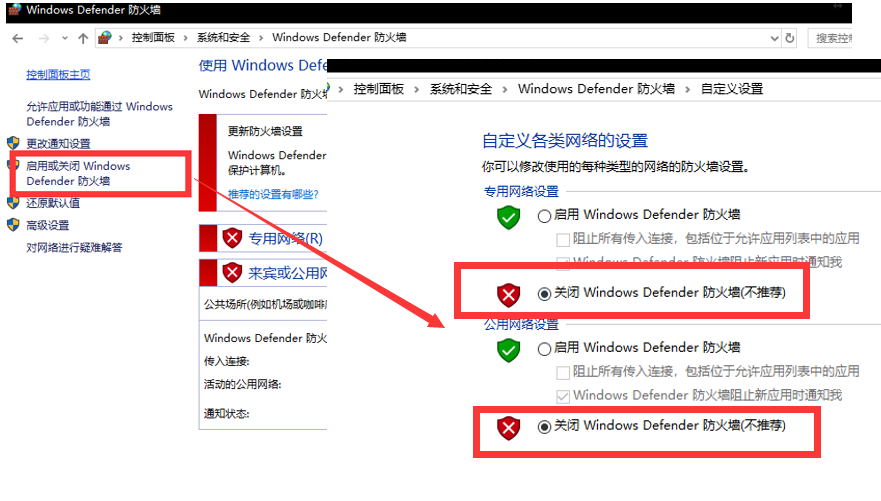 Windows Defender 防火墙
控制面板 › 系统和安全 › Windows Defender 防火墙
搜索控
控制面板主页
允许应用或功能通过 Windows
Defender 防火墙
更改通知设置
启用或关闭 Windows
Defender 防火墙
还原默认值
高级设置
对网络进行疑难解答
使用 Windows Defe
Windows Defender 防火
更新防火墙设置
Windows Defender
保护计算机。
推荐的设置有哪些?
专用网络(R)
来宾或公用网
公共场所(例如机场或咖啡
Windows Defender 防火
传入连接:
活动的公用网络:
通知状态:
› 控制面板 › 系统和安全 › Windows Defender 防火墙 › 自定义设置
自定义各类网络的设置
你可以修改使用的每种类型的网络的防火墙设置。
专用网络设置
启用 Windows Defender 防火墙
阻止所有传入连接，包括位于允许应用列表中的应用
Windows Defender 防火墙阻止新应用时通知我
关闭 Windows Defender 防火墙(不推荐)
公用网络设置
启用 Windows Defender 防火墙
阻止所有传入连接，包括位于允许应用列表中的应用
Windows Defender 防火墙阻止新应用时通知我
关闭 Windows Defender 防火墙(不推荐)